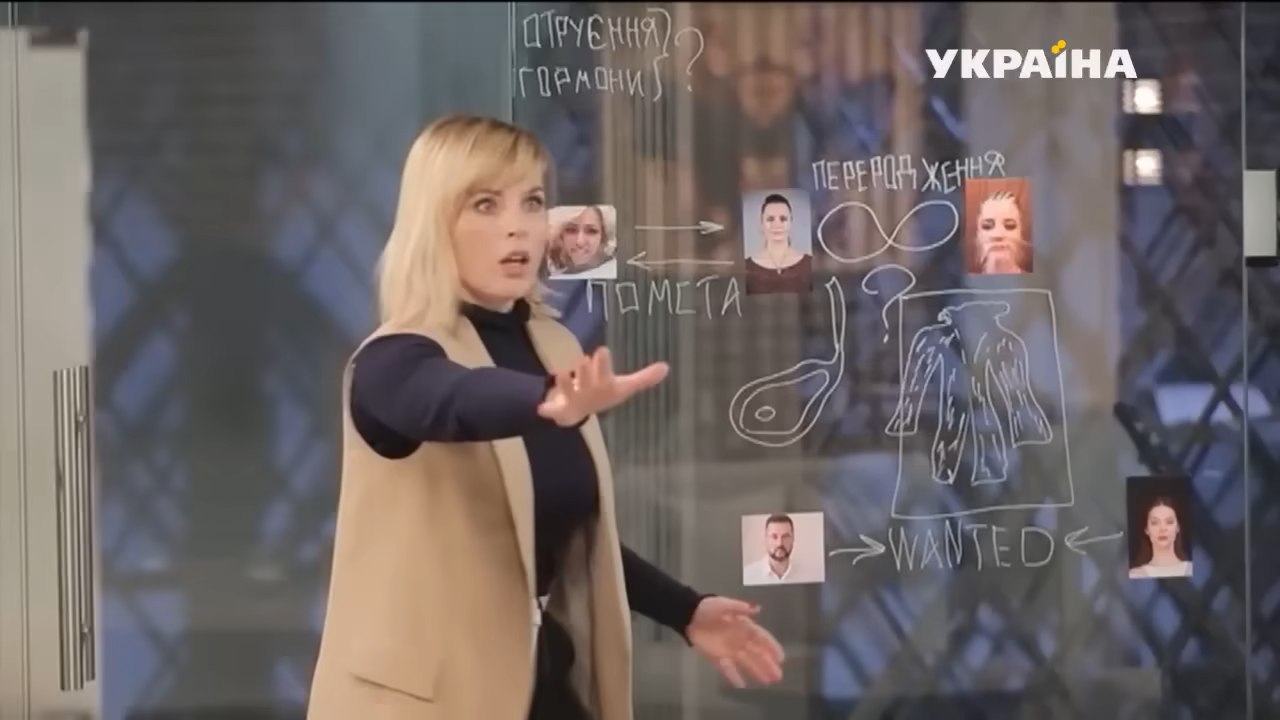 ОТРУЄННЯ
?
ГОРМОНИ
УКРАЇНА
ПЕРЕРОДЖЕННЯ
ПОМСТА
?
WANTED